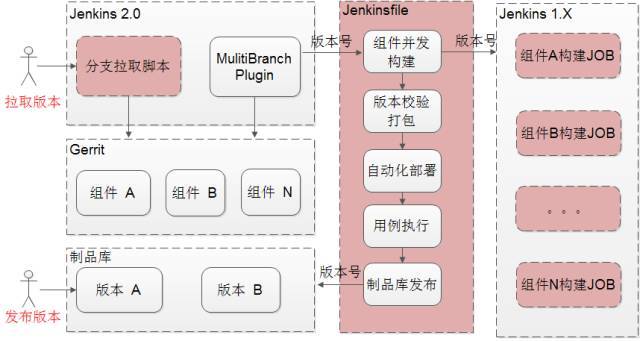 Jenkins 2.0
分支拉取脚本
MulitiBranch
Plugin
拉取版本
Gerrit
组件 A
组件 B
组件 N
制品库
版本 A
版本 B
发布版本
版本号
Jenkinsfile
组件并发
构建
版本校验
打包
自动化部署
用例执行
制品库发布
版本号
版本号
Jenkins 1.X
组件A构建JOB
组件B构建JOB
。。。
组件N构建JOB